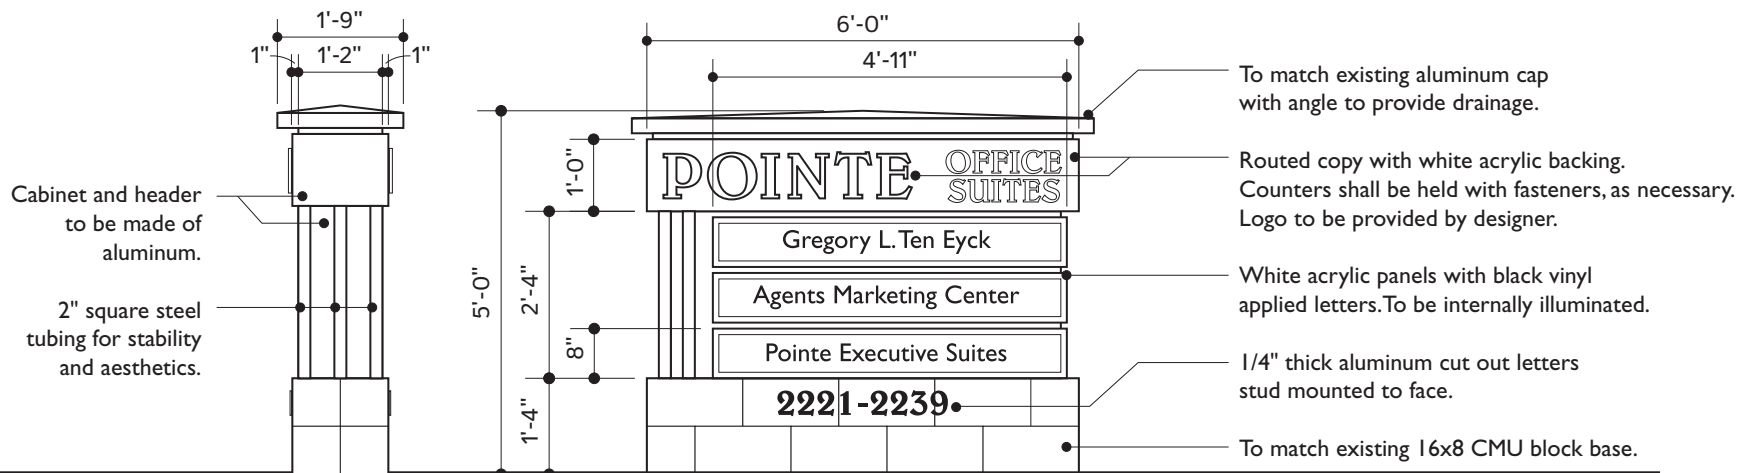 1'-9"
1"
1'-2"
1"
Cabinet and header
to be made of
aluminum.
2" square steel
tubing for stability
and aesthetics.
6'-0"
4'-11"
5'-0"
1'-0"
2'-4"
8"
1'-4"
POINTE
OFFICE
SUITES
Gregory L. Ten Eyck
Agents Marketing Center
Pointe Executive Suites
2221-2239
To match existing aluminum cap
with angle to provide drainage.
Routed copy with white acrylic backing.
Counters shall be held with fasteners, as necessary.
Logo to be provided by designer.
White acrylic panels with black vinyl
applied letters. To be internally illuminated.
1/4" thick aluminum cut out letters
stud mounted to face.
To match existing 16x8 CMU block base.